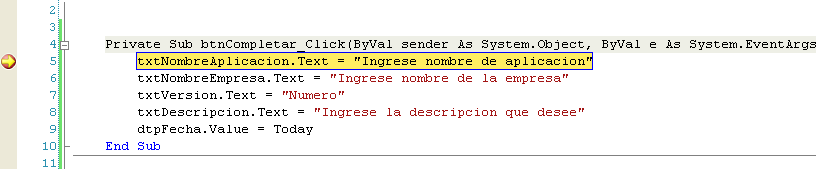 2
3
4 Private Sub btnCompletar_Click(ByVal sender As System.Object, ByVal e As System.EventArgs
5 txtNombreAplicacion.Text = "Ingrese nombre de aplicacion"
6 txtNombreEmpresa.Text = "Ingrese nombre de la empresa"
7 txtVersion.Text = "Numero"
8 txtDescripcion.Text = "Ingrese la descripcion que desee"
9 dtpFecha.Value = Today
10 End Sub
11